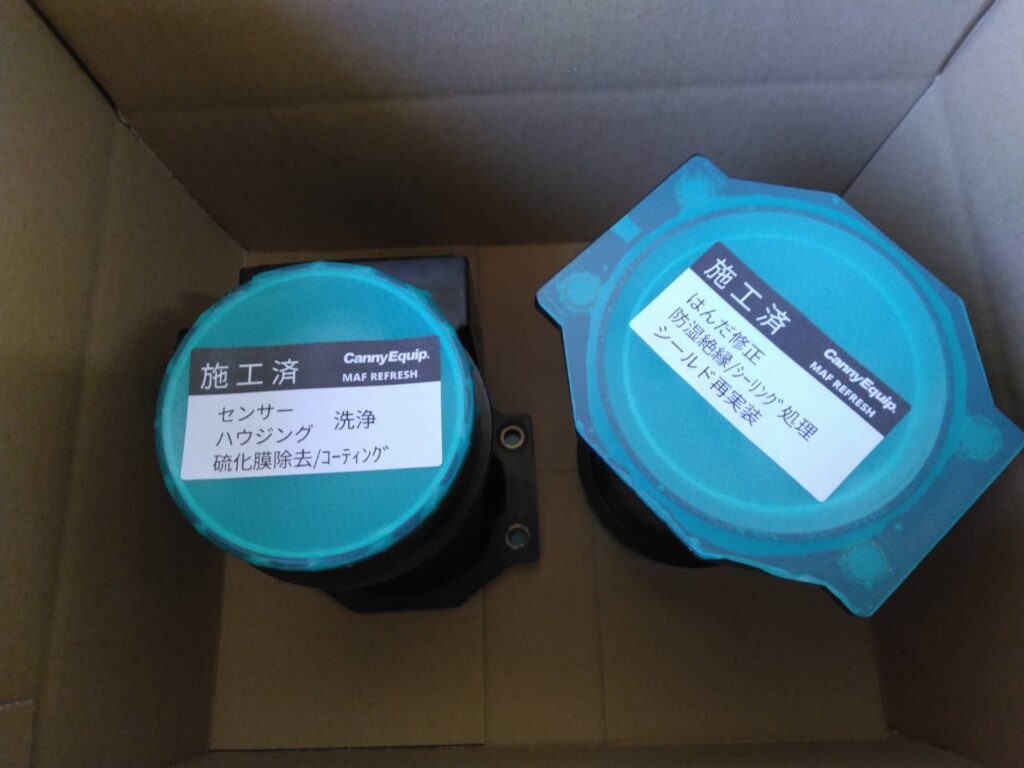 施工済
CannyEquip.
MAF REFRESH
センサー
ハウジング 洗浄
硫化膜除去/ｺｰﾃｨﾝｸﾞ
施工済
CannyEquip.
MAF REFRESH
はんだ修正
防湿絶縁/ｼｰﾘﾝｸﾞ 処理
シールド再実装